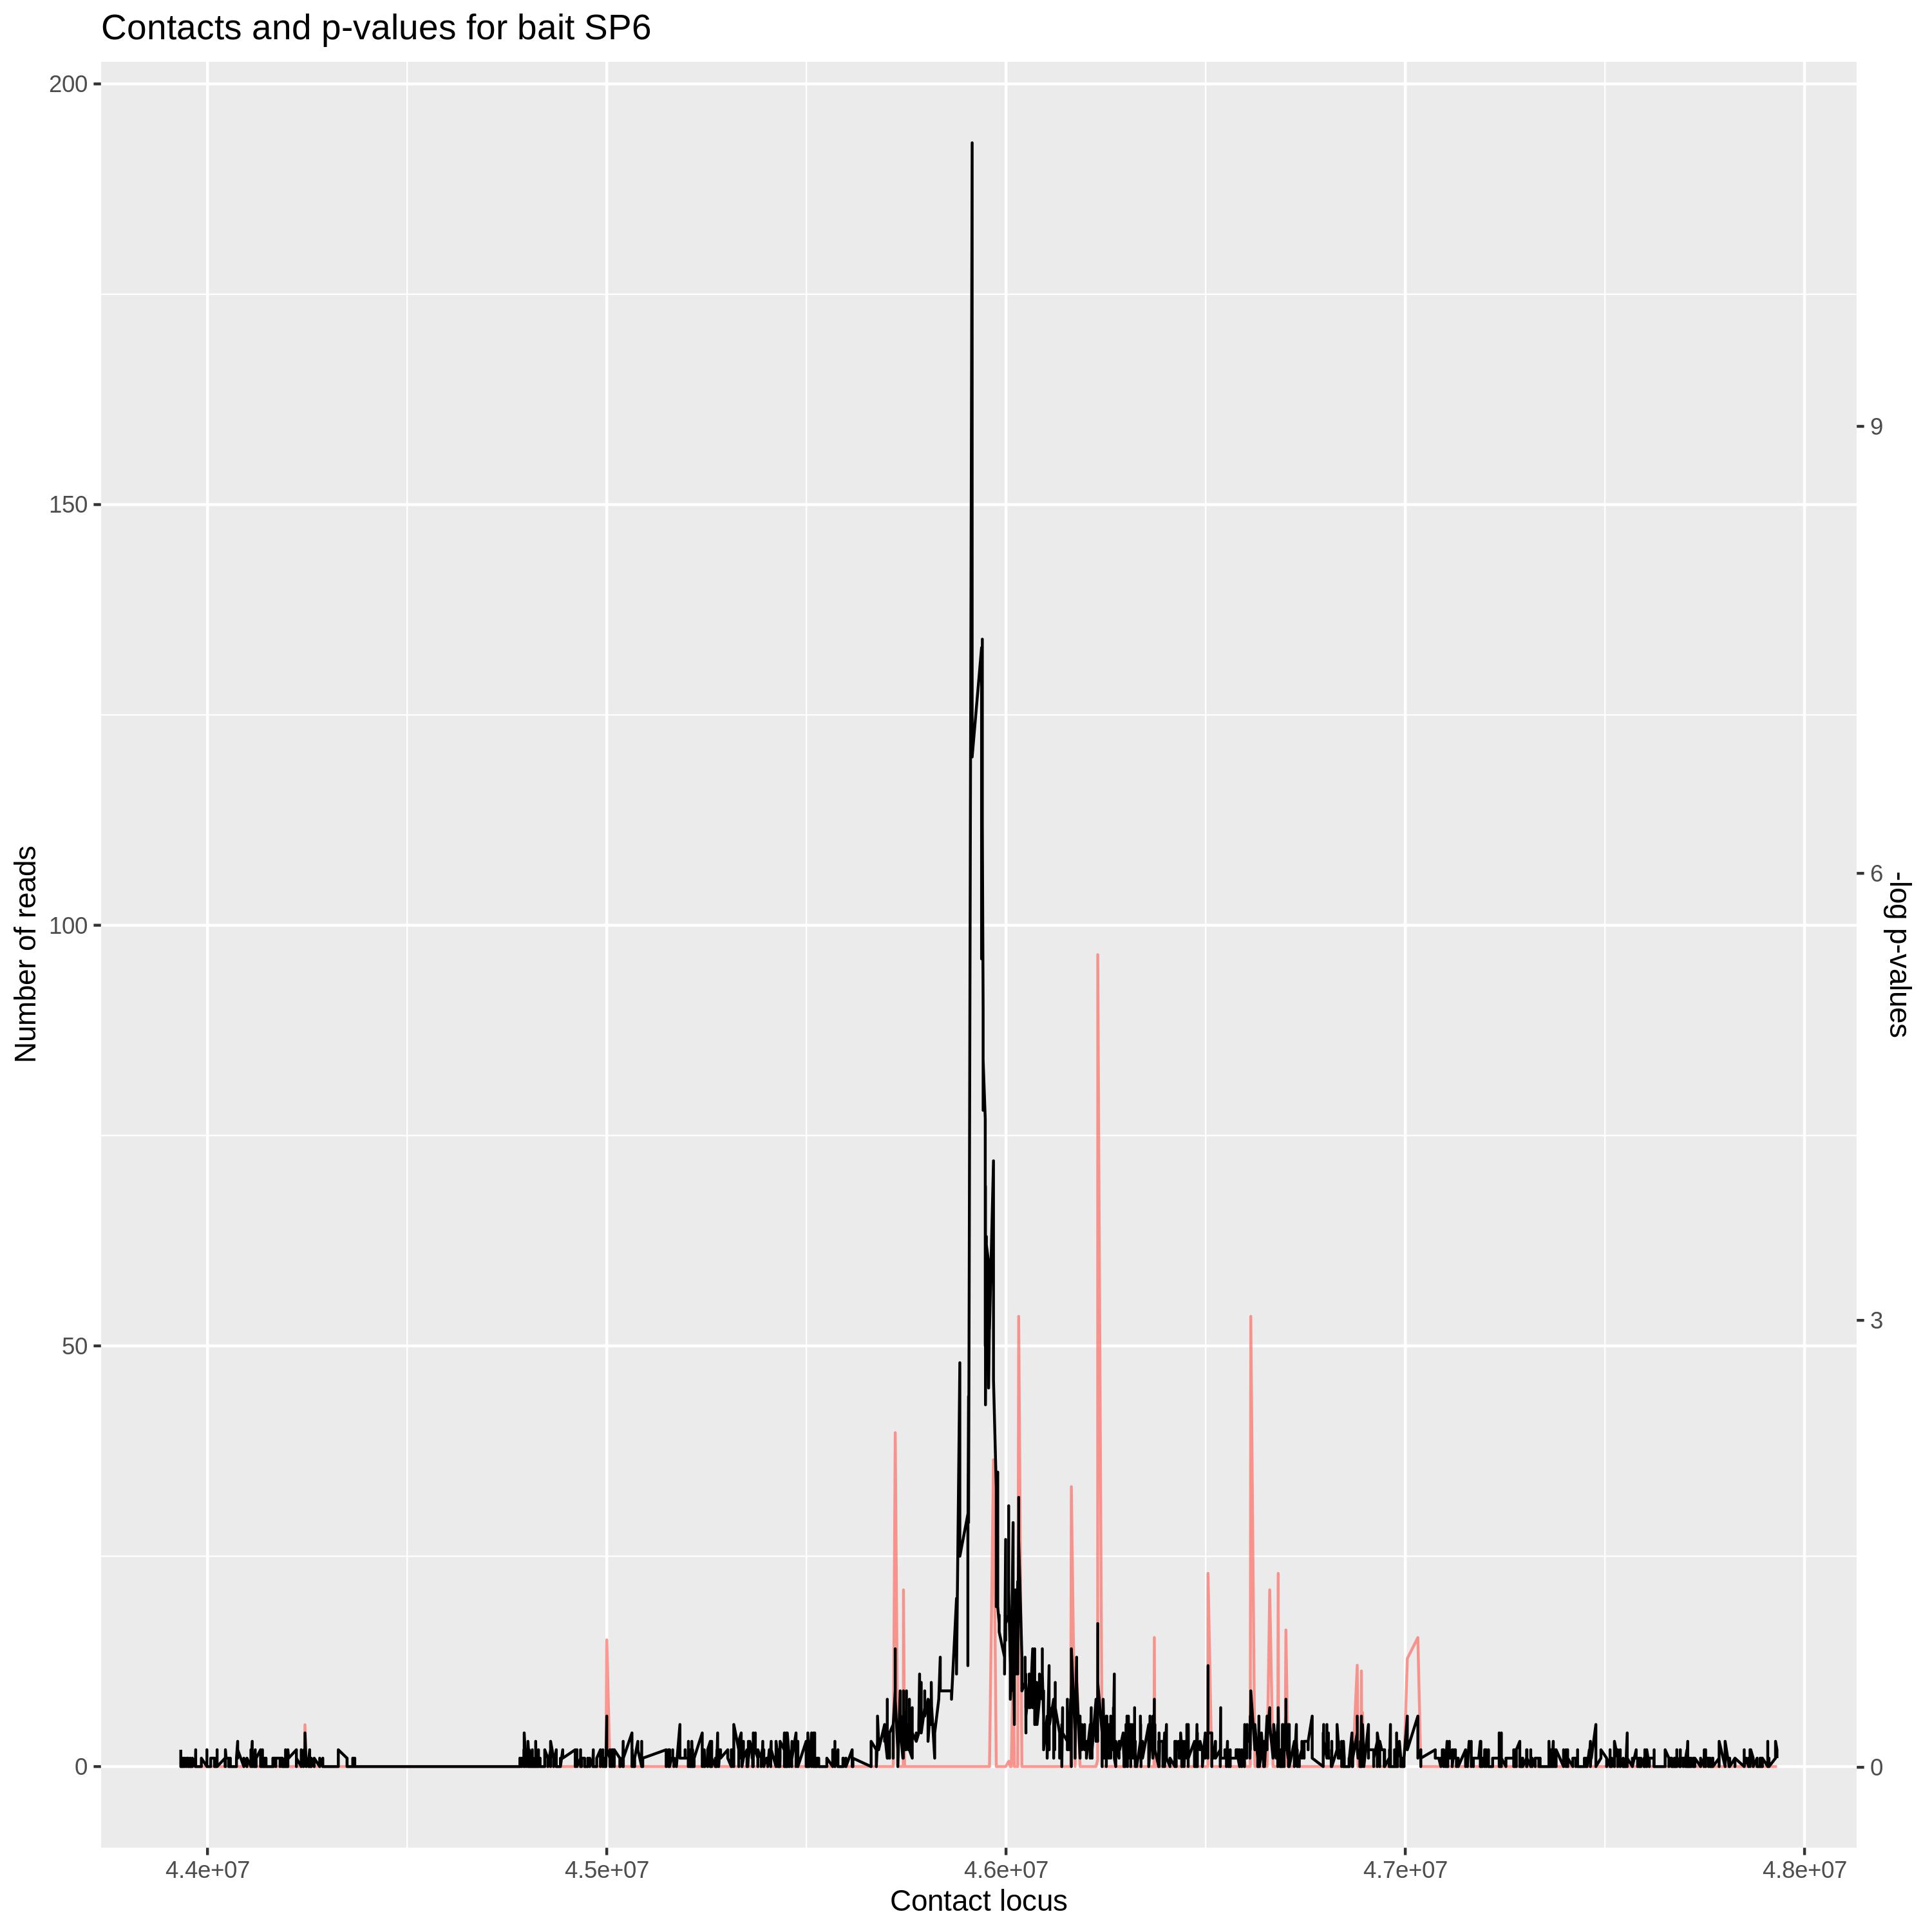 Contacts and p-values for bait SP6
200
150
100
50
0
Number of reads
9
6
3
0
-log p-values
4.4e+07 4.5e+07 4.6e+07 4.7e+07 4.8e+07
Contact locus